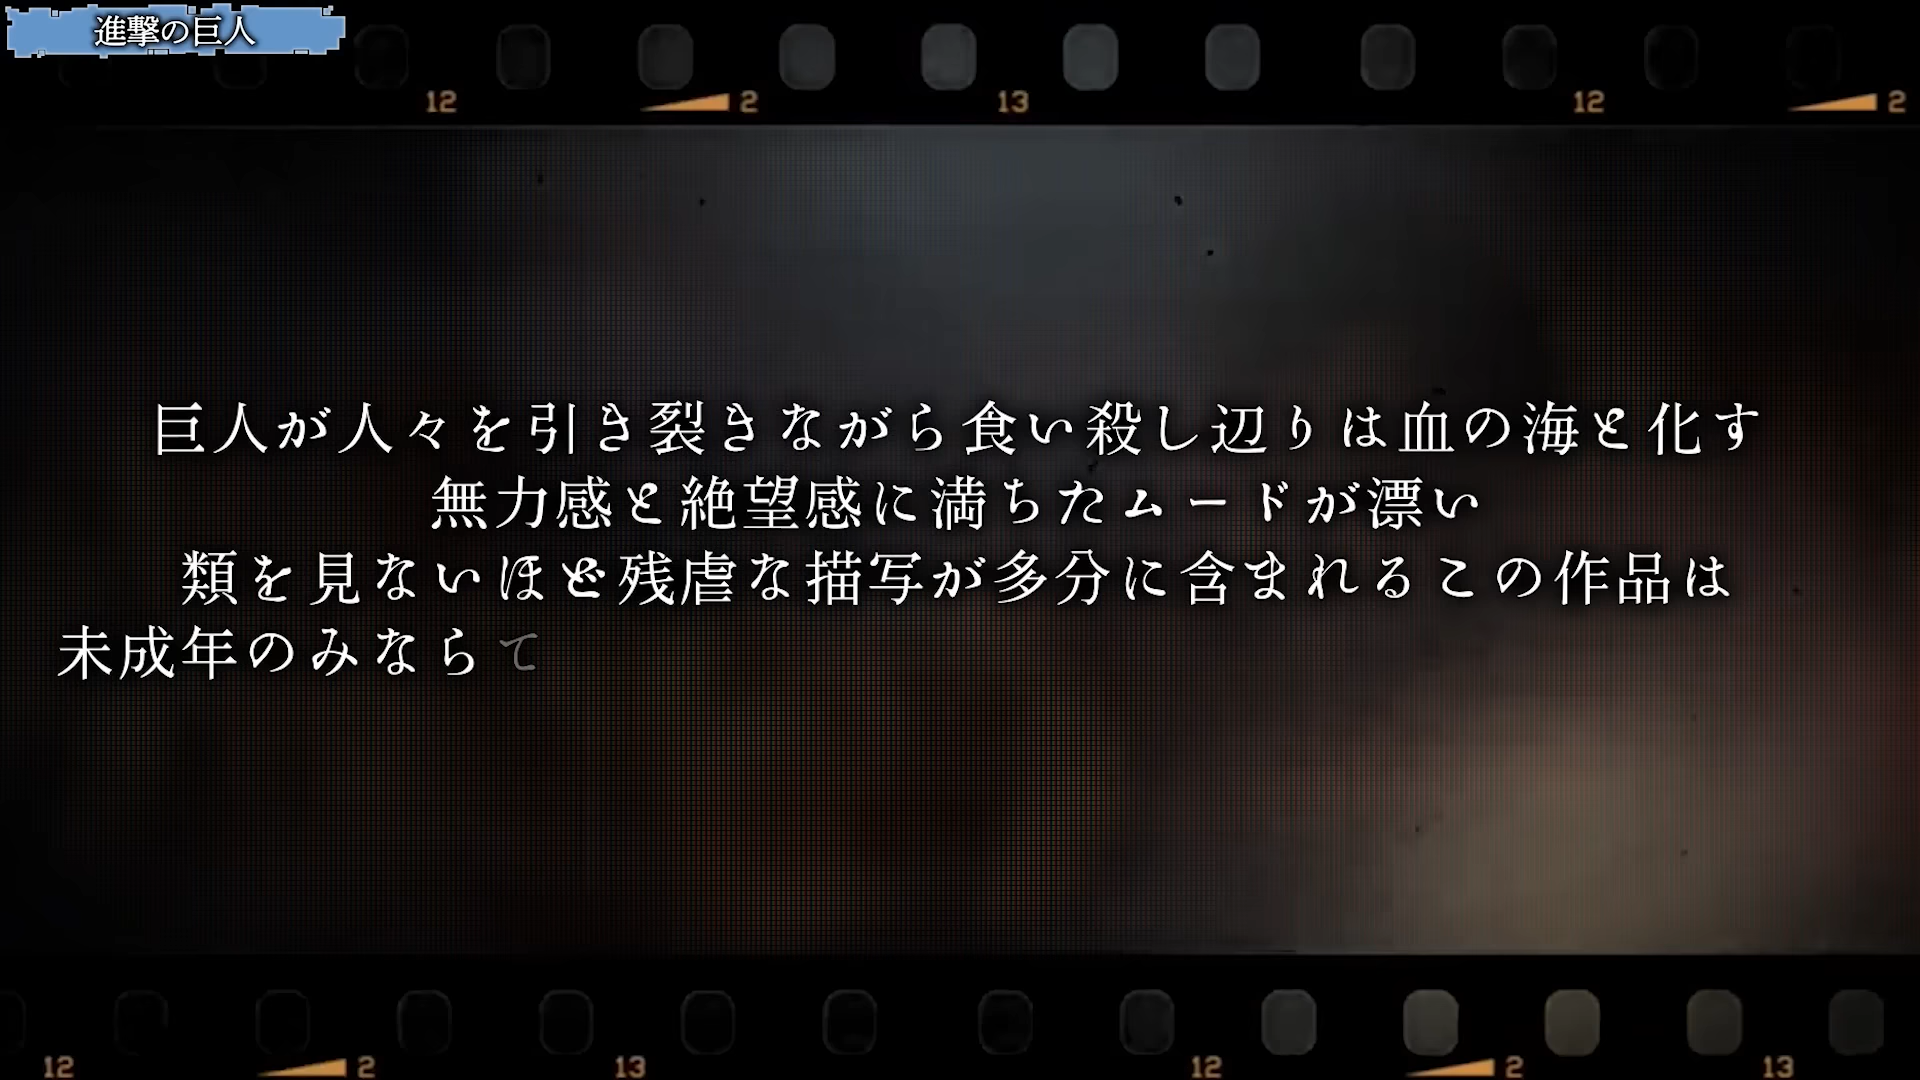 進撃の巨人
12 2 13 12 2
巨人が人々を引き裂きながら食い殺し辺りは血の海と化す
無力感と絶望感に満ちたムードが漂い
類を見ないほど残虐な描写が多分に含まれるこの作品は
未成年のみならて
12 2 13 12 2 13